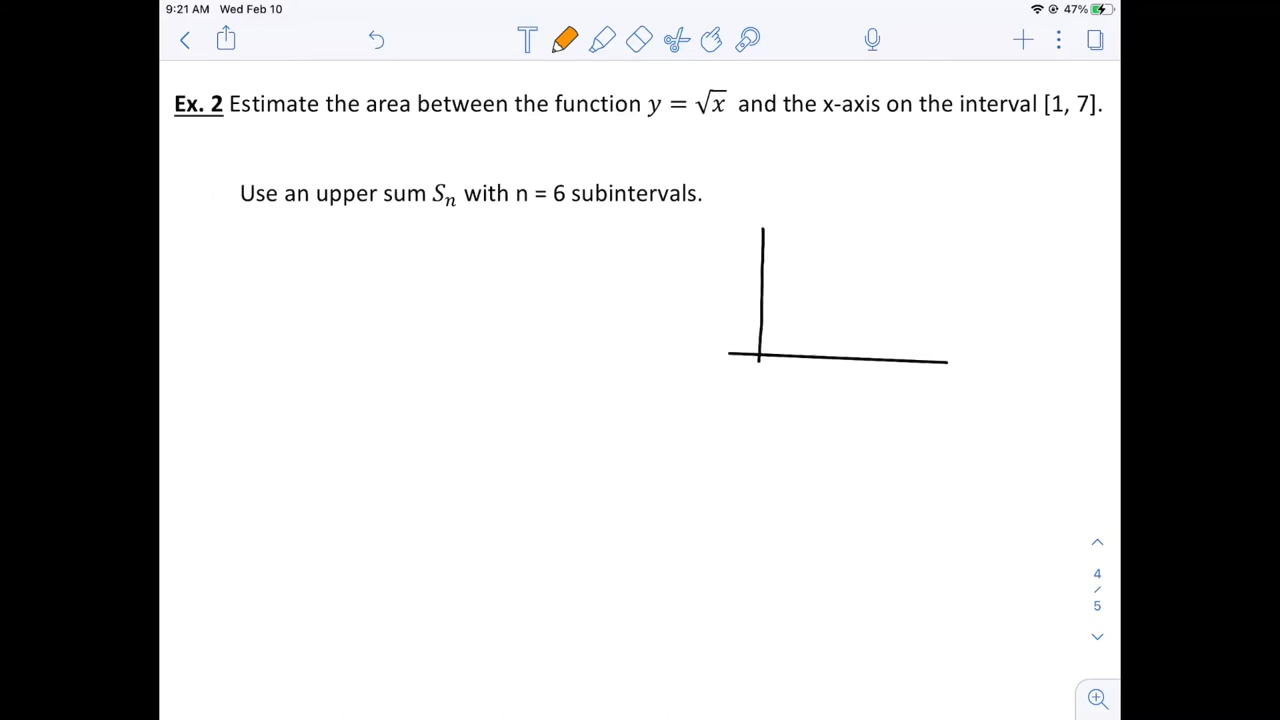 9:21 AM Wed Feb 10
47%
T
Ex. 2 Estimate the area between the function y = √x and the x-axis on the interval [1, 7].
Use an upper sum Sₙ with n = 6 subintervals.
4
/
5